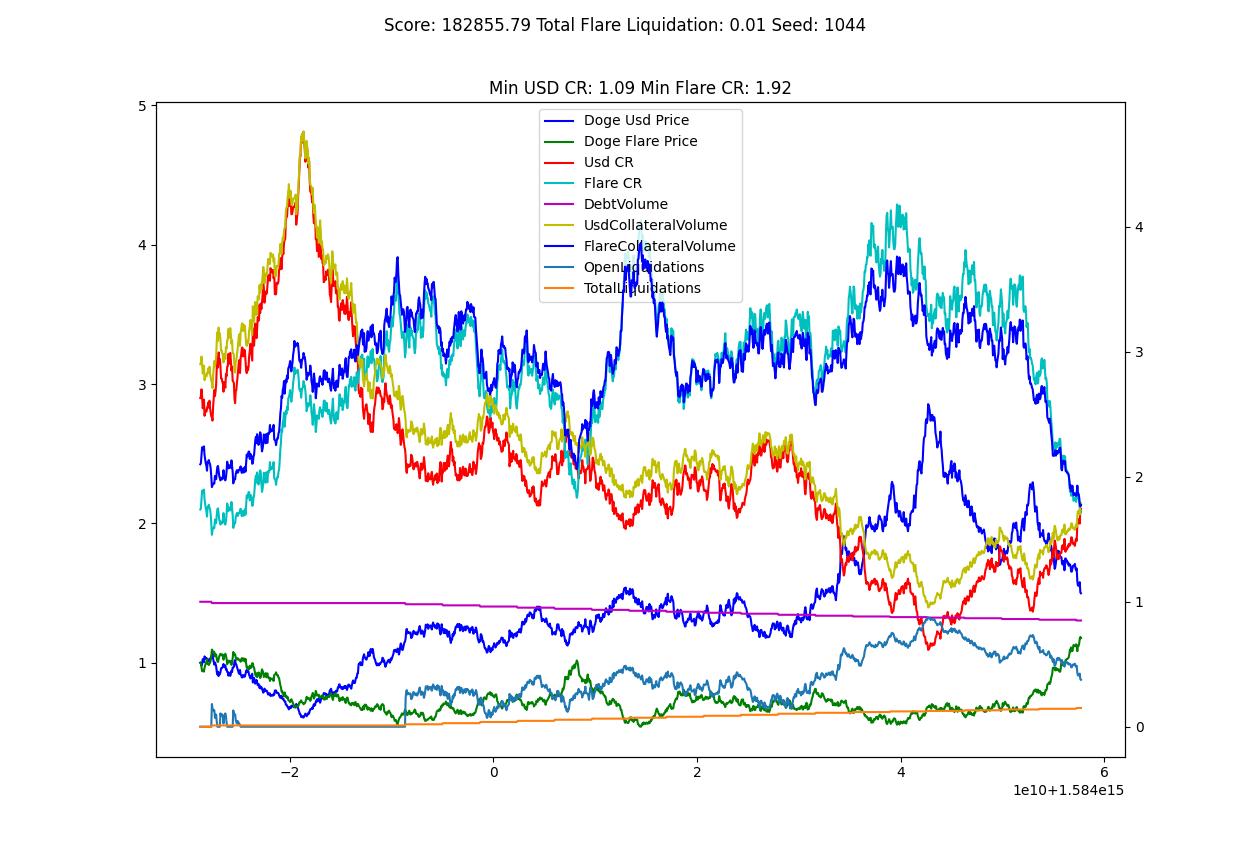 Score: 182855.79 Total Flare Liquidation: 0.01 Seed: 1044
Min USD CR: 1.09 Min Flare CR: 1.92
5
4
3
2
1
4
3
2
1
0
Doge Usd Price
Doge Flare Price
Usd CR
Flare CR
DebtVolume
UsdCollateralVolume
FlareCollateralVolume
OpenLiquidations
TotalLiquidations
−2
0
2
4
6
1e10+1.584e15